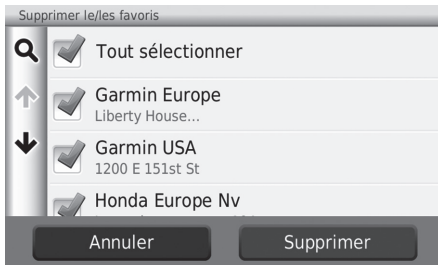 Supprimer le/les favoris
Tout sélectionner
Garmin Europe
Liberty House...
Garmin USA
1200 E 151st St
Honda Europe Nv
Annuler
Supprimer